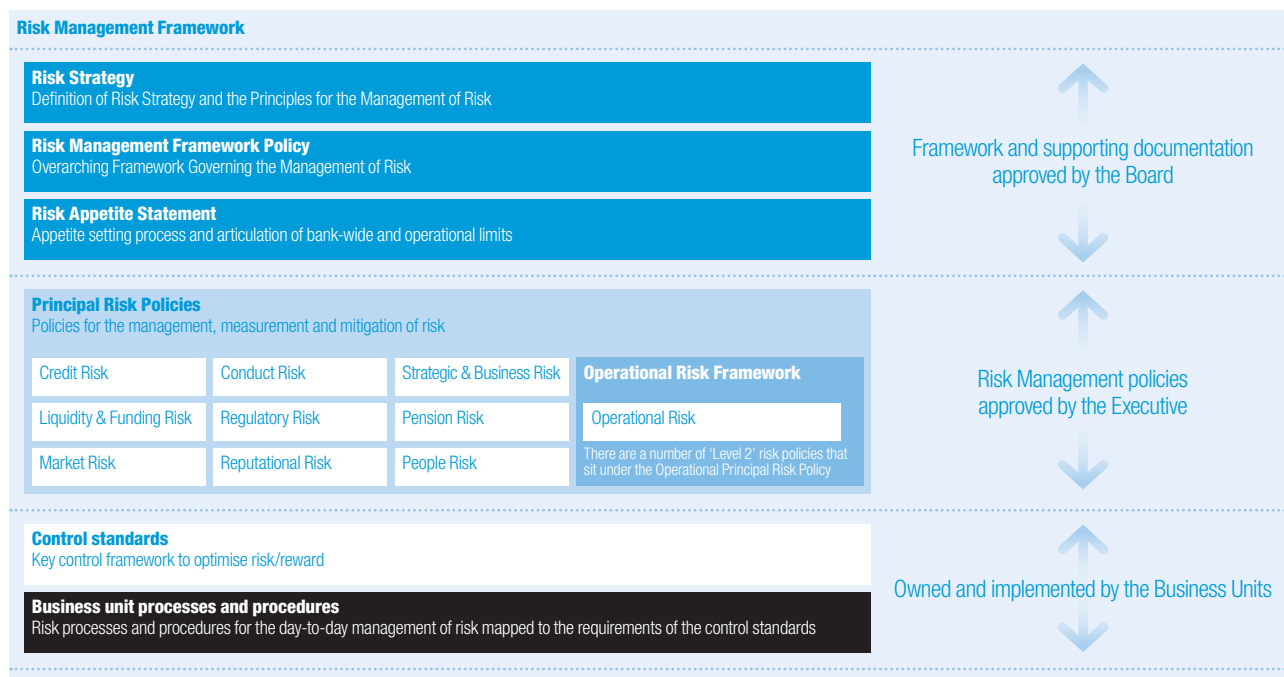 Risk Management Framework
Risk Strategy
Definition of Risk Strategy and the Principles for the Management of Risk
Risk Management Framework Policy
Overarching Framework Governing the Management of Risk
Risk Appetite Statement
Appetite setting process and articulation of bank-wide and operational limits
Framework and supporting documentation
approved by the Board
Principal Risk Policies
Policies for the management, measurement and mitigation of risk
Credit Risk
Conduct Risk
Strategic & Business Risk
Operational Risk Framework
Liquidity & Funding Risk
Regulatory Risk
Pension Risk
Operational Risk
Market Risk
Reputational Risk
People Risk
There are a number of ‘Level 2’ risk policies that
sit under the Operational Principal Risk Policy
Risk Management policies
approved by the Executive
Control standards
Key control framework to optimise risk/reward
Business unit processes and procedures
Risk processes and procedures for the day-to-day management of risk mapped to the requirements of the control standards
Owned and implemented by the Business Units